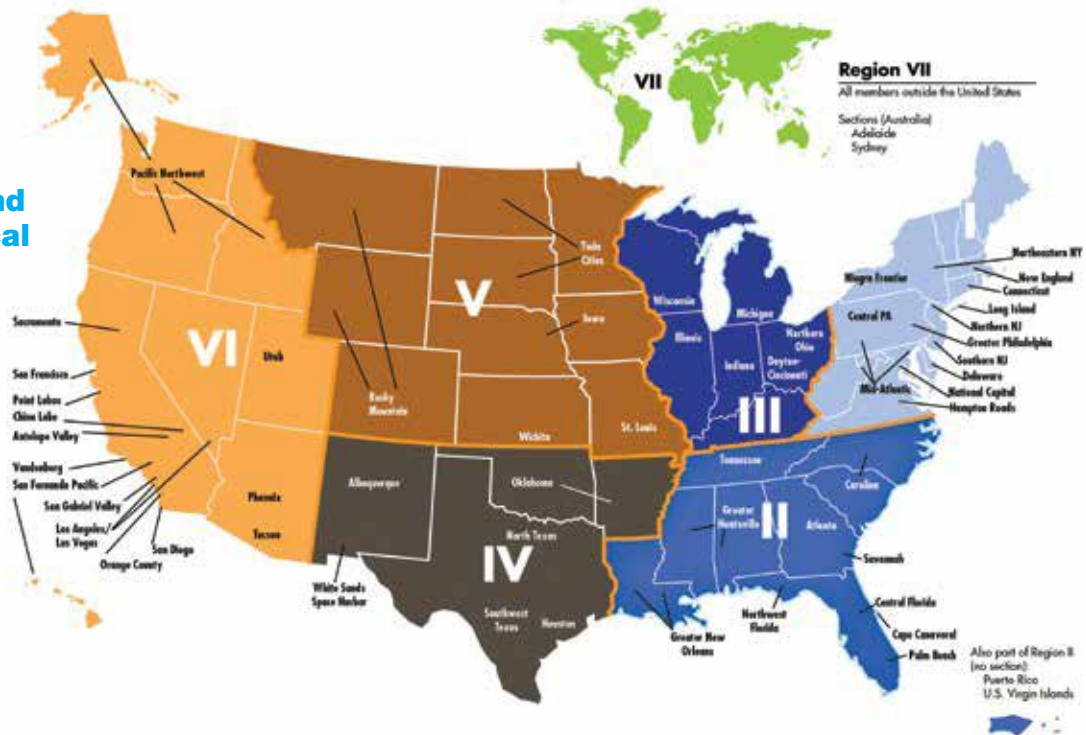 VII
Region VII
All members outside the United States
Sections (Australia)
Adelaide
Sydney
nd
cal
Pacific Northwest
Sacramento
San Francisco
Point Lobos
China Lake
Antelope Valley
Vandenberg
San Fernando Pacific
San Gabriel Valley
Los Angeles/
Las Vegas
Orange County
San Diego
VI
Utah
Phoenix
Tucson
V
Twin
Cities
Iowa
Rocky
Mountain
Wichita
St. Louis
IV
Albuquerque
Oklahoma
North Texas
White Sands
Space Harbor
Southwest
Texas
Houston
III
Wisconsin
Michigan
Illinois
Indiana
Northern
Ohio
Dayton-
Cincinnati
I
Northeastern NY
New England
Connecticut
Niagra Frontier
Long Island
Central PA
Northern NJ
Greater Philadelphia
Southern NJ
Delaware
Mid-Atlantic
National Capital
Hampton Roads
N
Tennessee
Carolina
Greater
Huntsville
Atlanta
Savannah
Northwest
Florida
Greater New
Orleans
Central Florida
Cape Canaveral
Palm Beach
Also part of Region II
(no section):
Puerto Rico
U.S. Virgin Islands